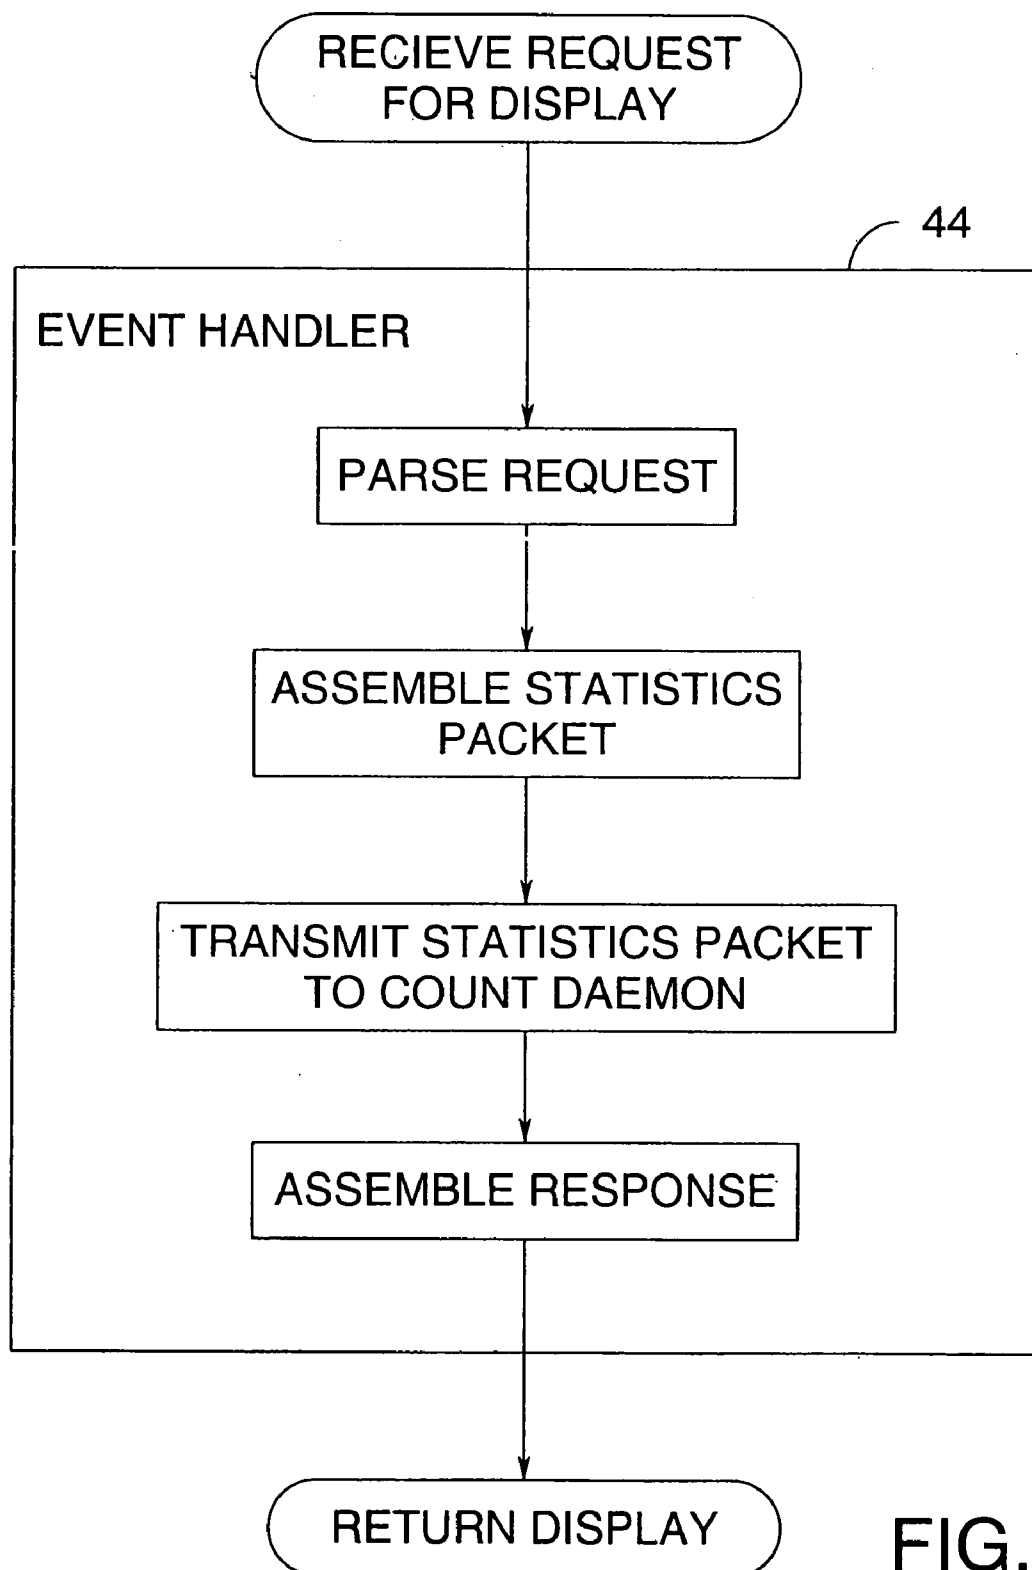 RECIEVE REQUEST
FOR DISPLAY
44
EVENT HANDLER
PARSE REQUEST
ASSEMBLE STATISTICS
PACKET
TRANSMIT STATISTICS PACKET
TO COUNT DAEMON
ASSEMBLE RESPONSE
RETURN DISPLAY
FIG.